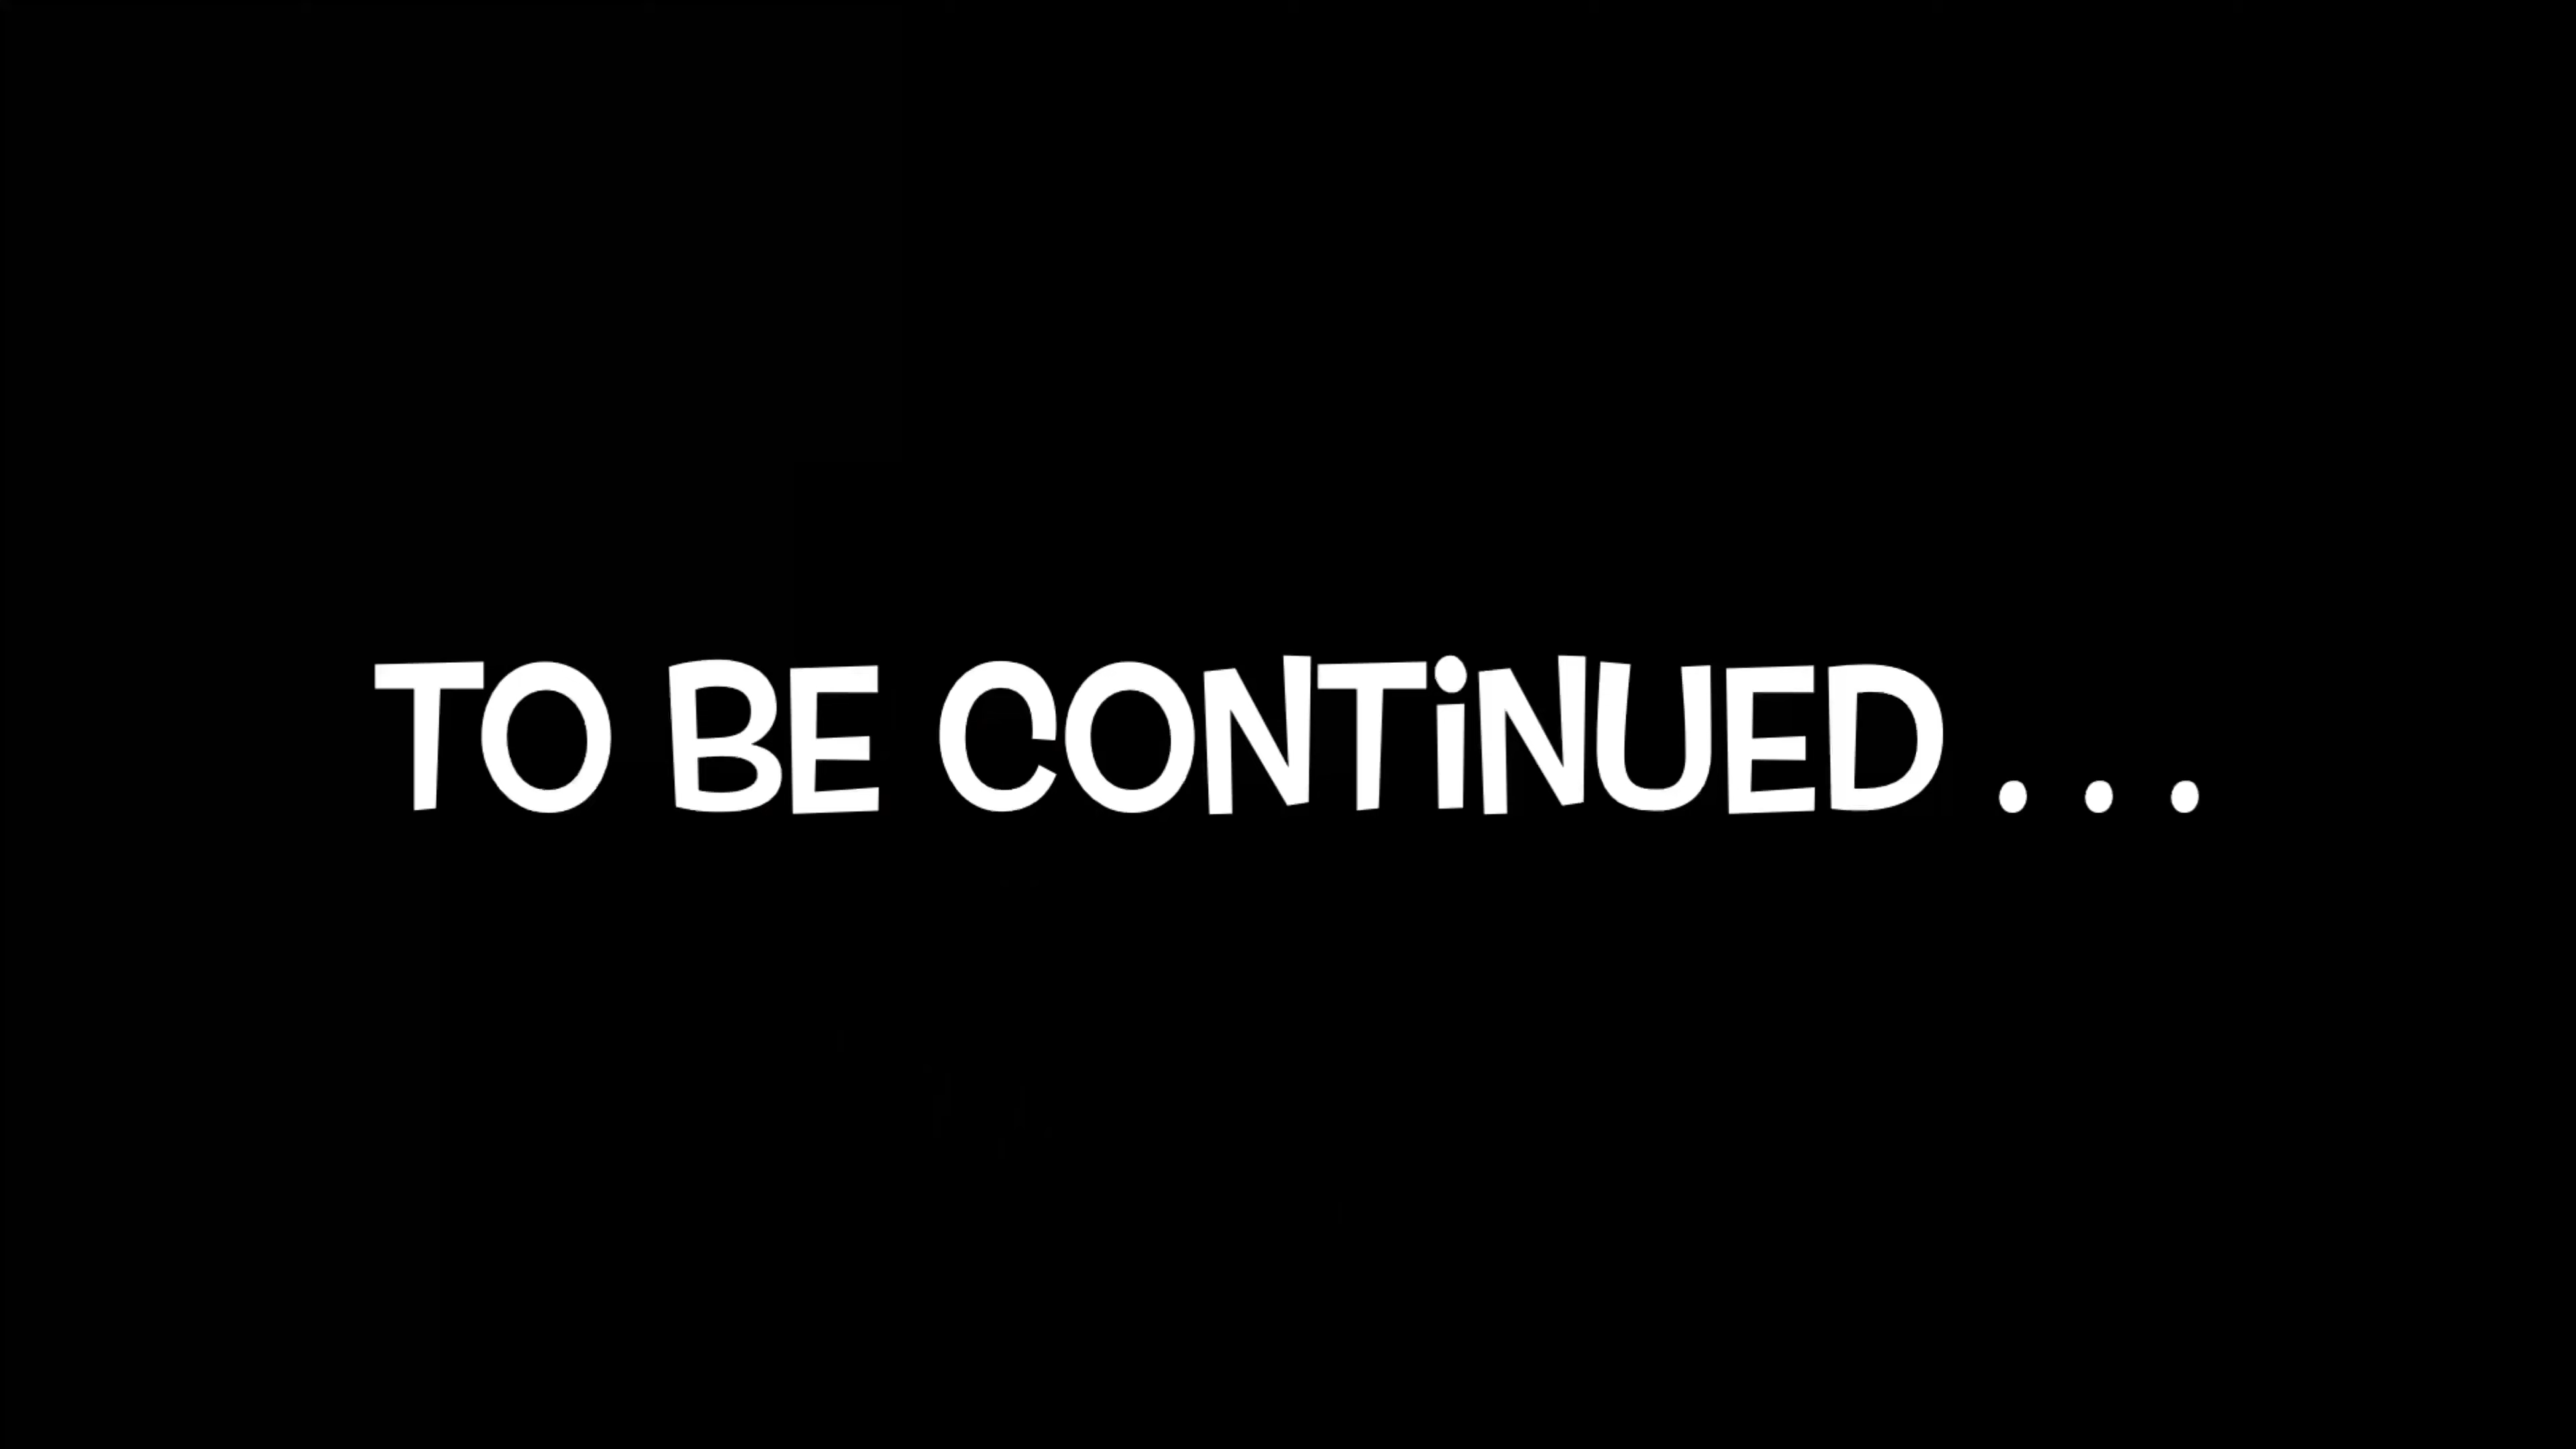 TO BE CONTiNUED . . .